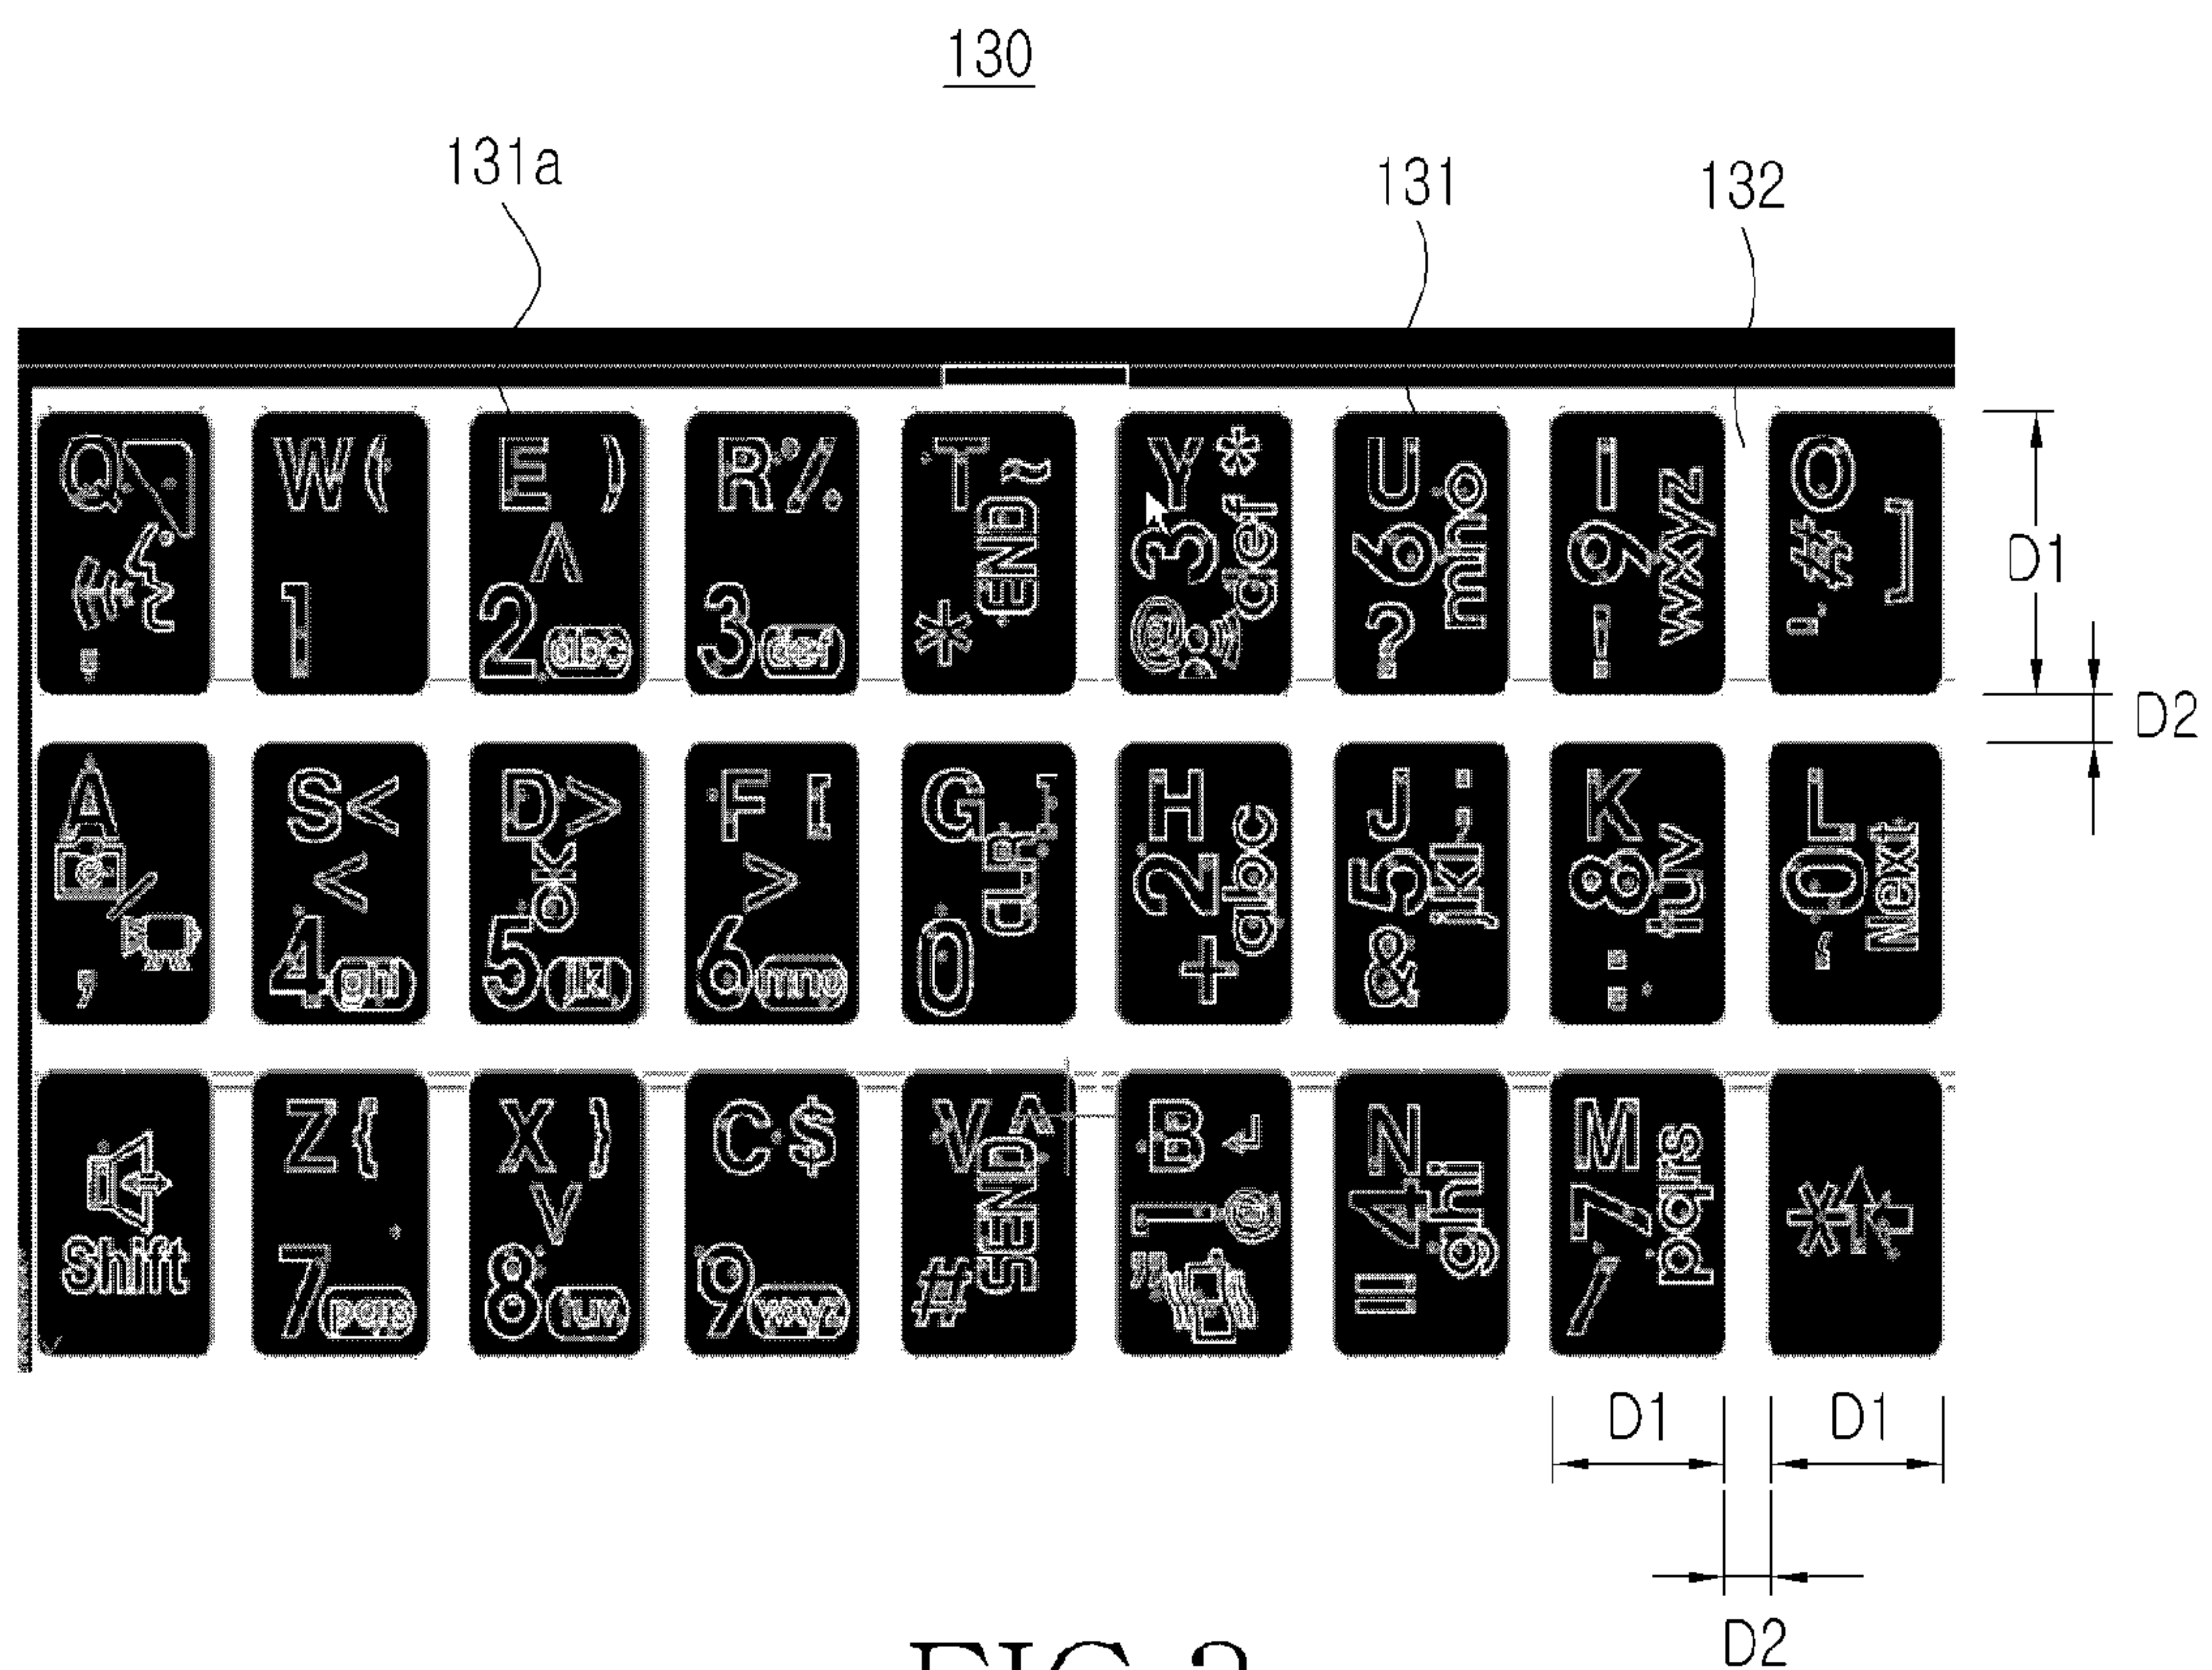 130
131a
131
132
Q W ( E ) R % T ~ Y * U I O
END 3 def 6 mno 9 wxyz # ]
^
1 2 abc 3 def * @ ? ! '
D1
D2
A S < D > F [ G ] H J ; K L
< OK > CLR 2 abc 5 jkl 8 tuv 0 Next
, 4 ghi 5 jkl 6 mno 0 + & :
Shift
Z { X } C $ V ^ B ↲ N M
SEND 1 @ 4 ghi 7 pqrs *
7 pqrs 8 tuv 9 wxyz # " = /
D1 D1
D2